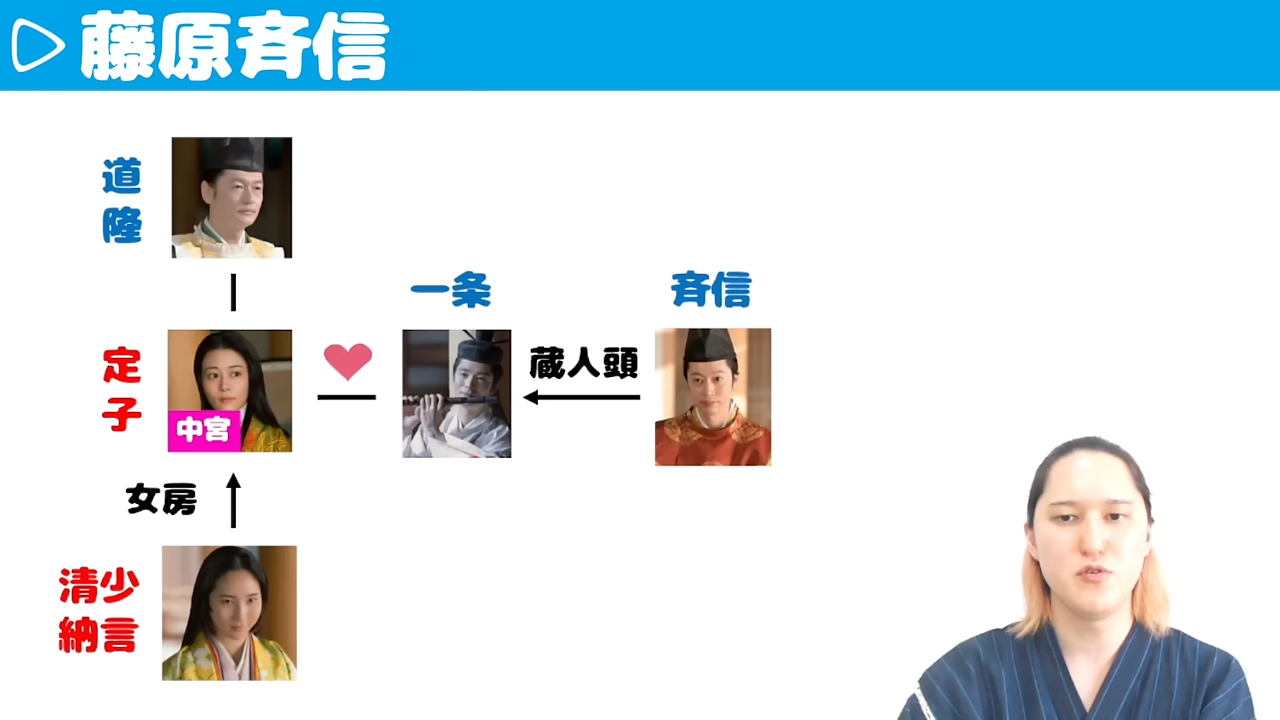 藤原斉信
道隆
一条
斉信
定子
中宮
蔵人頭
女房
清少
納言